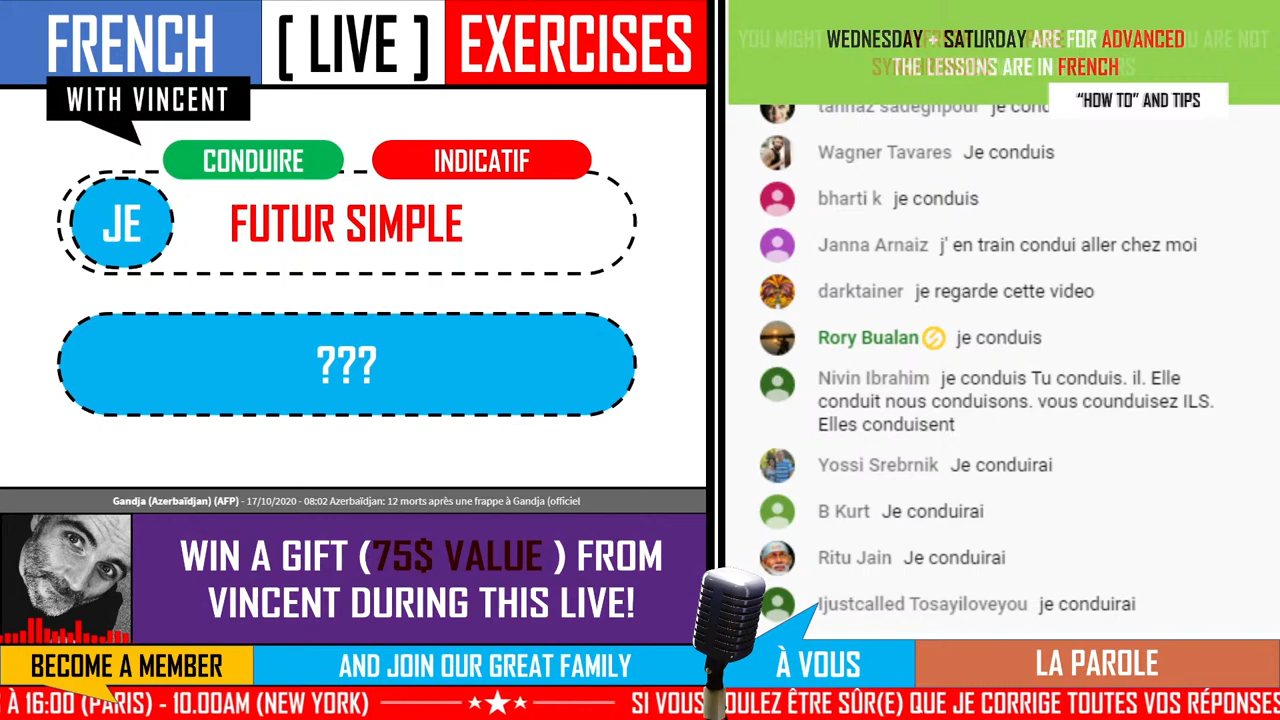 FRENCH
[ LIVE ]
EXERCISES
WITH VINCENT
CONDUIRE
INDICATIF
JE
FUTUR SIMPLE
???
Gandja (Azerbaïdjan) (AFP) - 17/10/2020 - 08:02 Azerbaïdjan: 12 morts après une frappe à Gandja (officiel
WIN A GIFT (75$ VALUE ) FROM
VINCENT DURING THIS LIVE!
BECOME A MEMBER
AND JOIN OUR GREAT FAMILY
WEDNESDAY + SATURDAY ARE FOR ADVANCED
THE LESSONS ARE IN FRENCH
"HOW TO" AND TIPS
Wagner Tavares Je conduis
bharti k je conduis
Janna Arnaiz j' en train condui aller chez moi
darktainer je regarde cette video
Rory Bualan je conduis
Nivin Ibrahim je conduis Tu conduis. il. Elle
conduit nous conduisons. vous counduisez ILS.
Elles conduisent
Yossi Srebrnik Je conduirai
B Kurt Je conduirai
Ritu Jain Je conduirai
Ijustcalled Tosayiloveyou je conduirai
À VOUS
LA PAROLE
S À 16:00 (PARIS) - 10.00AM (NEW YORK)
SI VOUS VOULEZ ÊTRE SÛR(E) QUE JE CORRIGE TOUTES VOS RÉPONSES